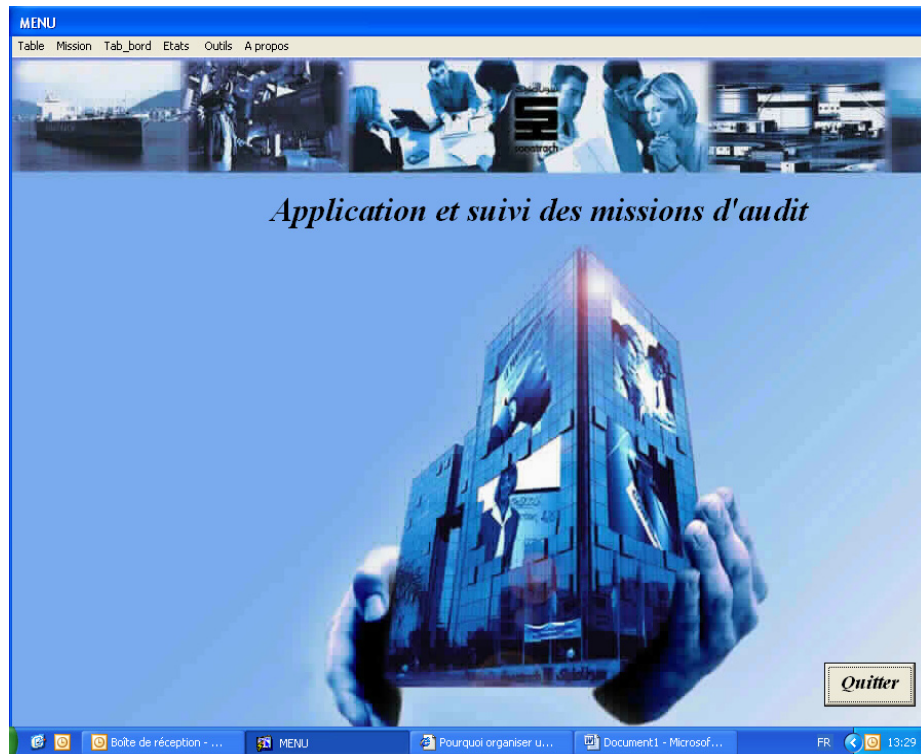 MENU
Table Mission Tab_bord Etats Outils A propos
سوناطراك
sonatrach
Application et suivi des missions d'audit
Quitter
Boîte de réception - ...
MENU
Pourquoi organiser u...
Document1 - Microsof...
FR
13:29